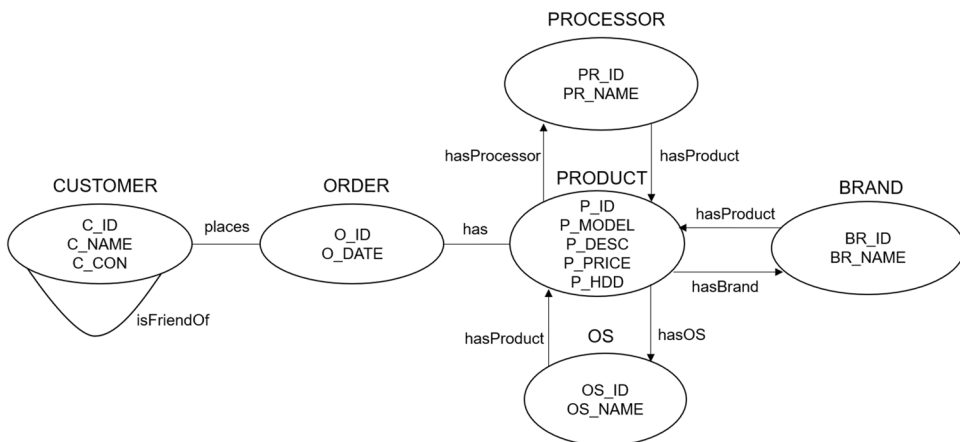 PROCESSOR
PR_ID
PR_NAME
hasProcessor
hasProduct
CUSTOMER
C_ID
C_NAME
C_CON
isFriendOf
places
ORDER
O_ID
O_DATE
has
PRODUCT
P_ID
P_MODEL
P_DESC
P_PRICE
P_HDD
hasProduct
hasBrand
BRAND
BR_ID
BR_NAME
hasProduct
hasOS
OS
OS_ID
OS_NAME